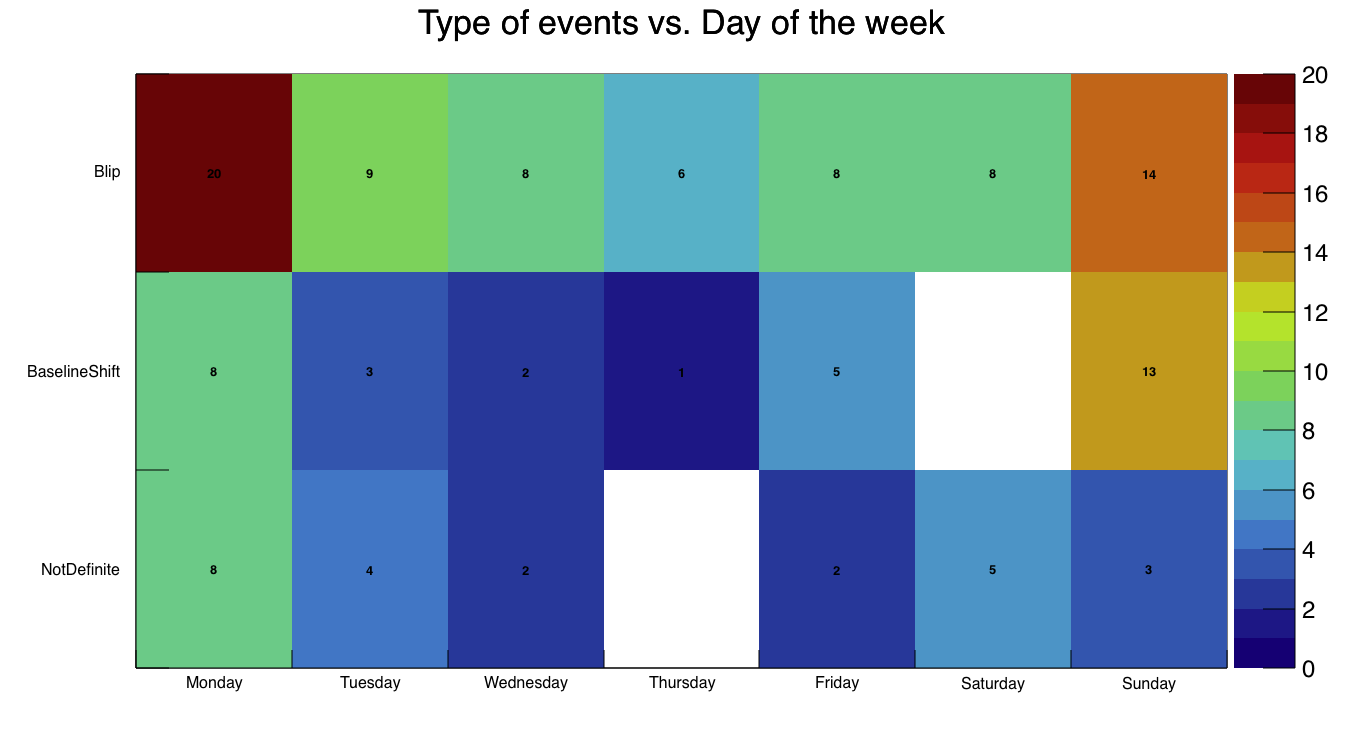 Type of events vs. Day of the week
Blip 20 9 8 6 8 8 14
BaselineShift 8 3 2 1 5 13
NotDefinite 8 4 2 2 5 3
Monday Tuesday Wednesday Thursday Friday Saturday Sunday
20
18
16
14
12
10
8
6
4
2
0